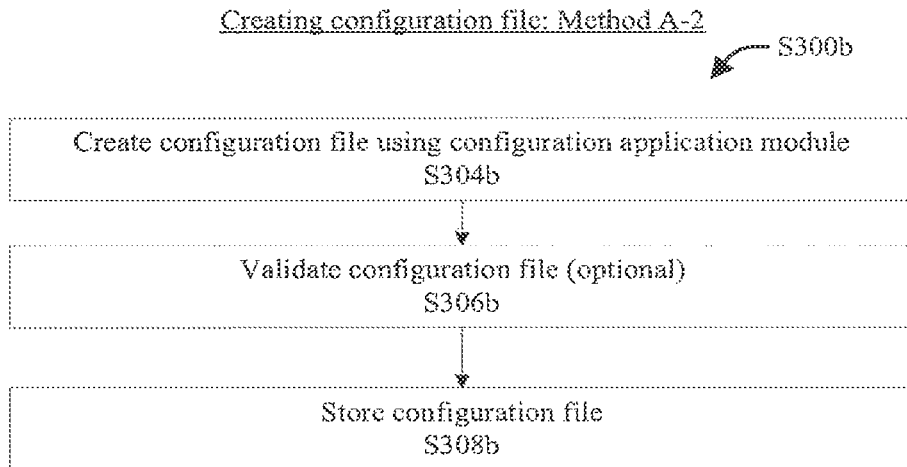 Creating configuration file: Method A-2
S300b
Create configuration file using configuration application module
S304b
Validate configuration file (optional)
S306b
Store configuration file
S308b